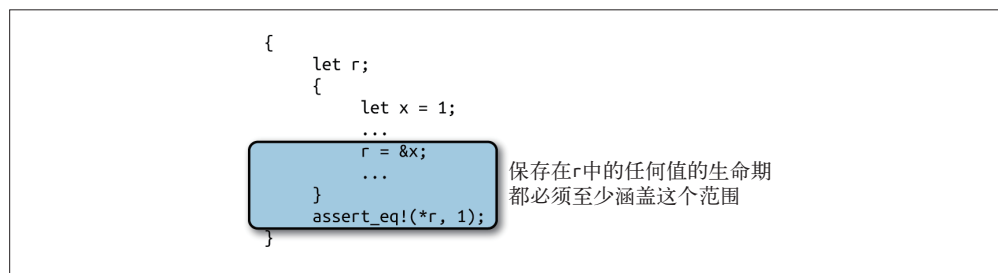 {
let r;
{
let x = 1;
...
r = &x;
...
}
assert_eq!(*r, 1);
}
保存在r中的任何值的生命期
都必须至少涵盖这个范围